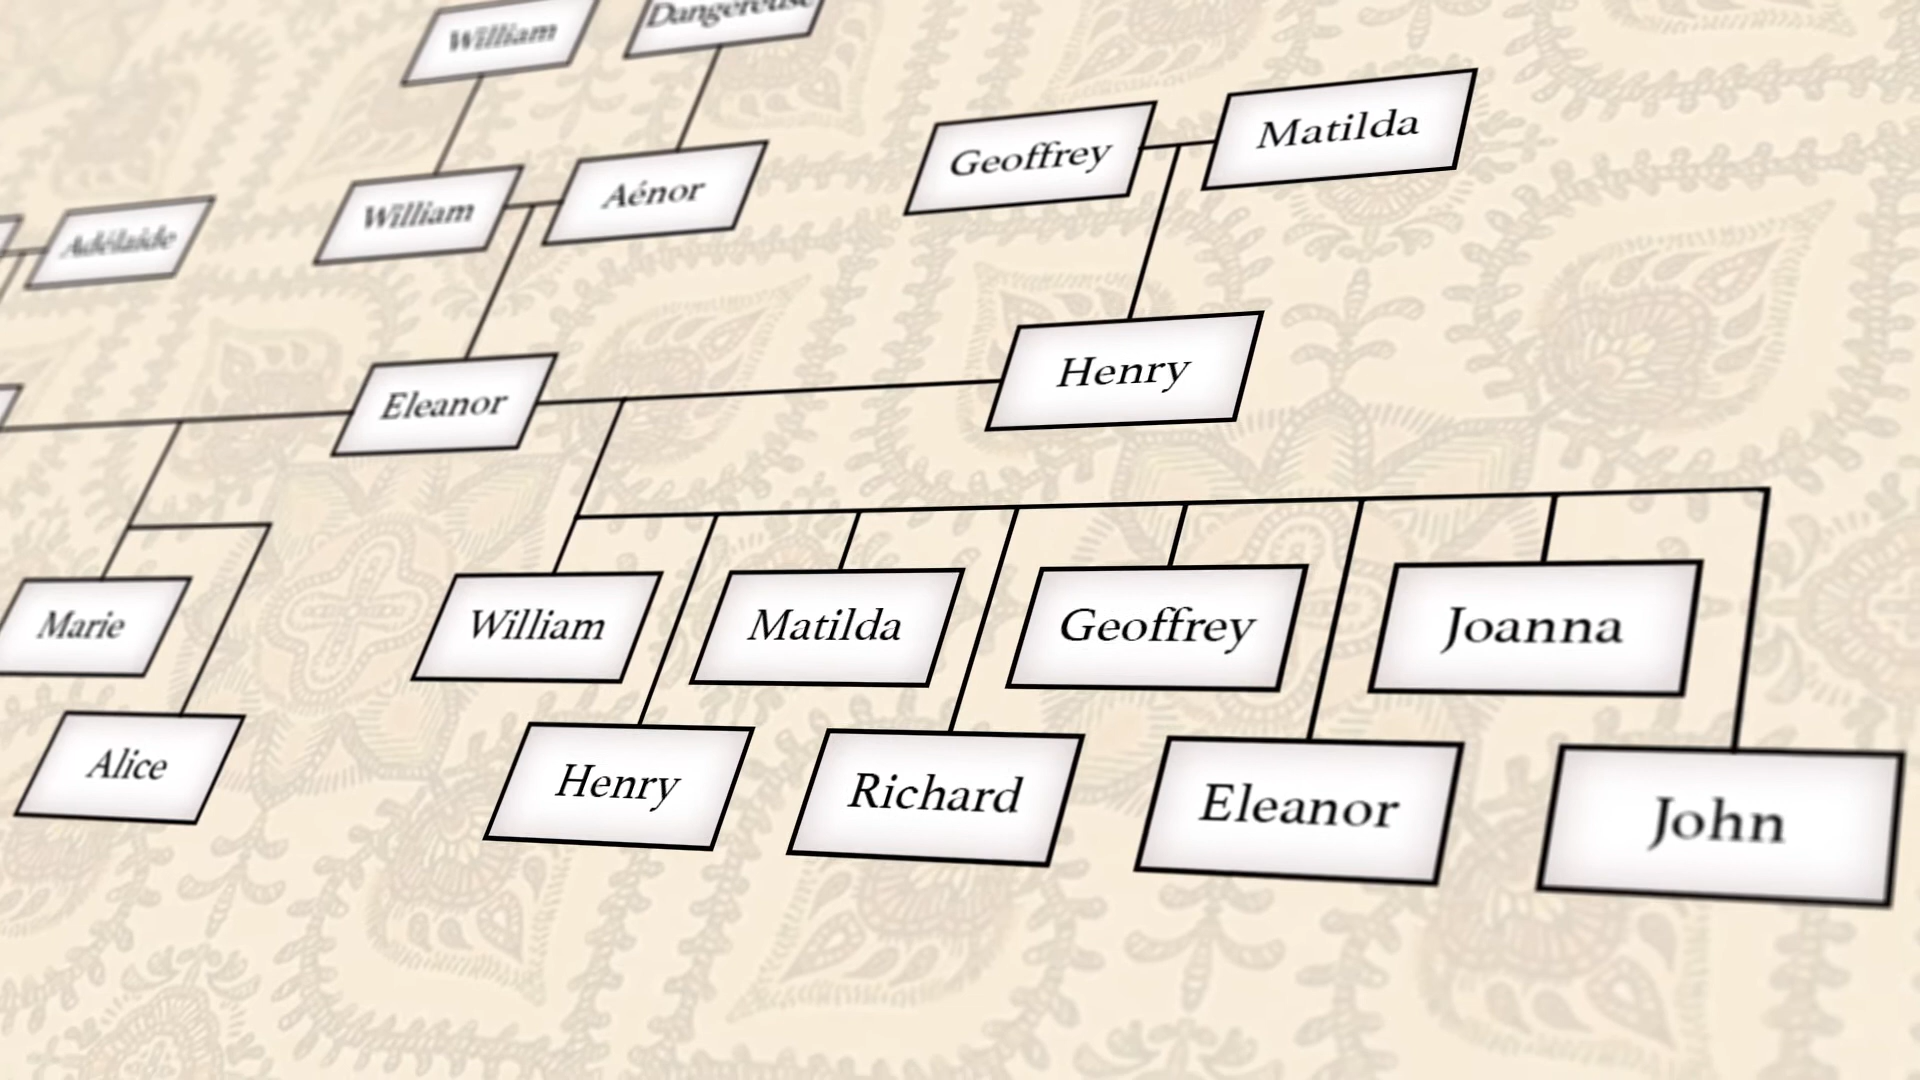 William
Dangereuse
Geoffrey
Matilda
Adélaïde
William
Aénor
Eleanor
Henry
Marie
William
Matilda
Geoffrey
Joanna
Alice
Henry
Richard
Eleanor
John